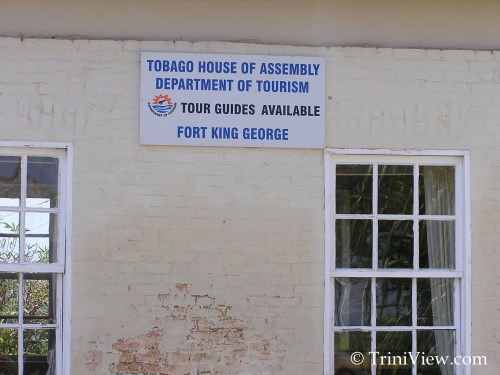 TOBAGO HOUSE OF ASSEMBLY
DEPARTMENT OF TOURISM
TOUR GUIDES AVAILABLE
FORT KING GEORGE
© TriniView.com